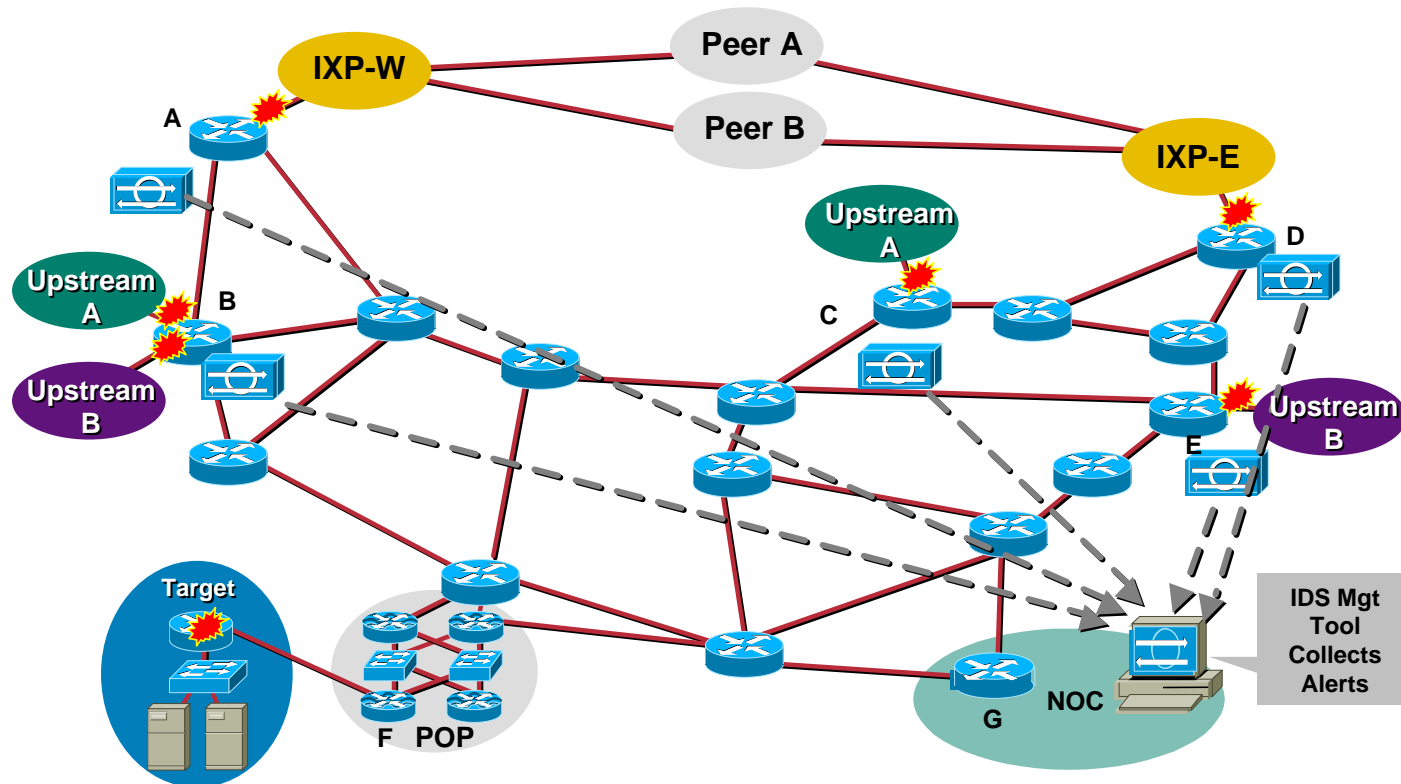 Peer A
IXP-W
A
Peer B
IXP-E
Upstream
A
D
Upstream
A
B
C
Upstream
B
Upstream
B
E
Target
IDS Mgt
Tool
Collects
Alerts
NOC
G
F
POP